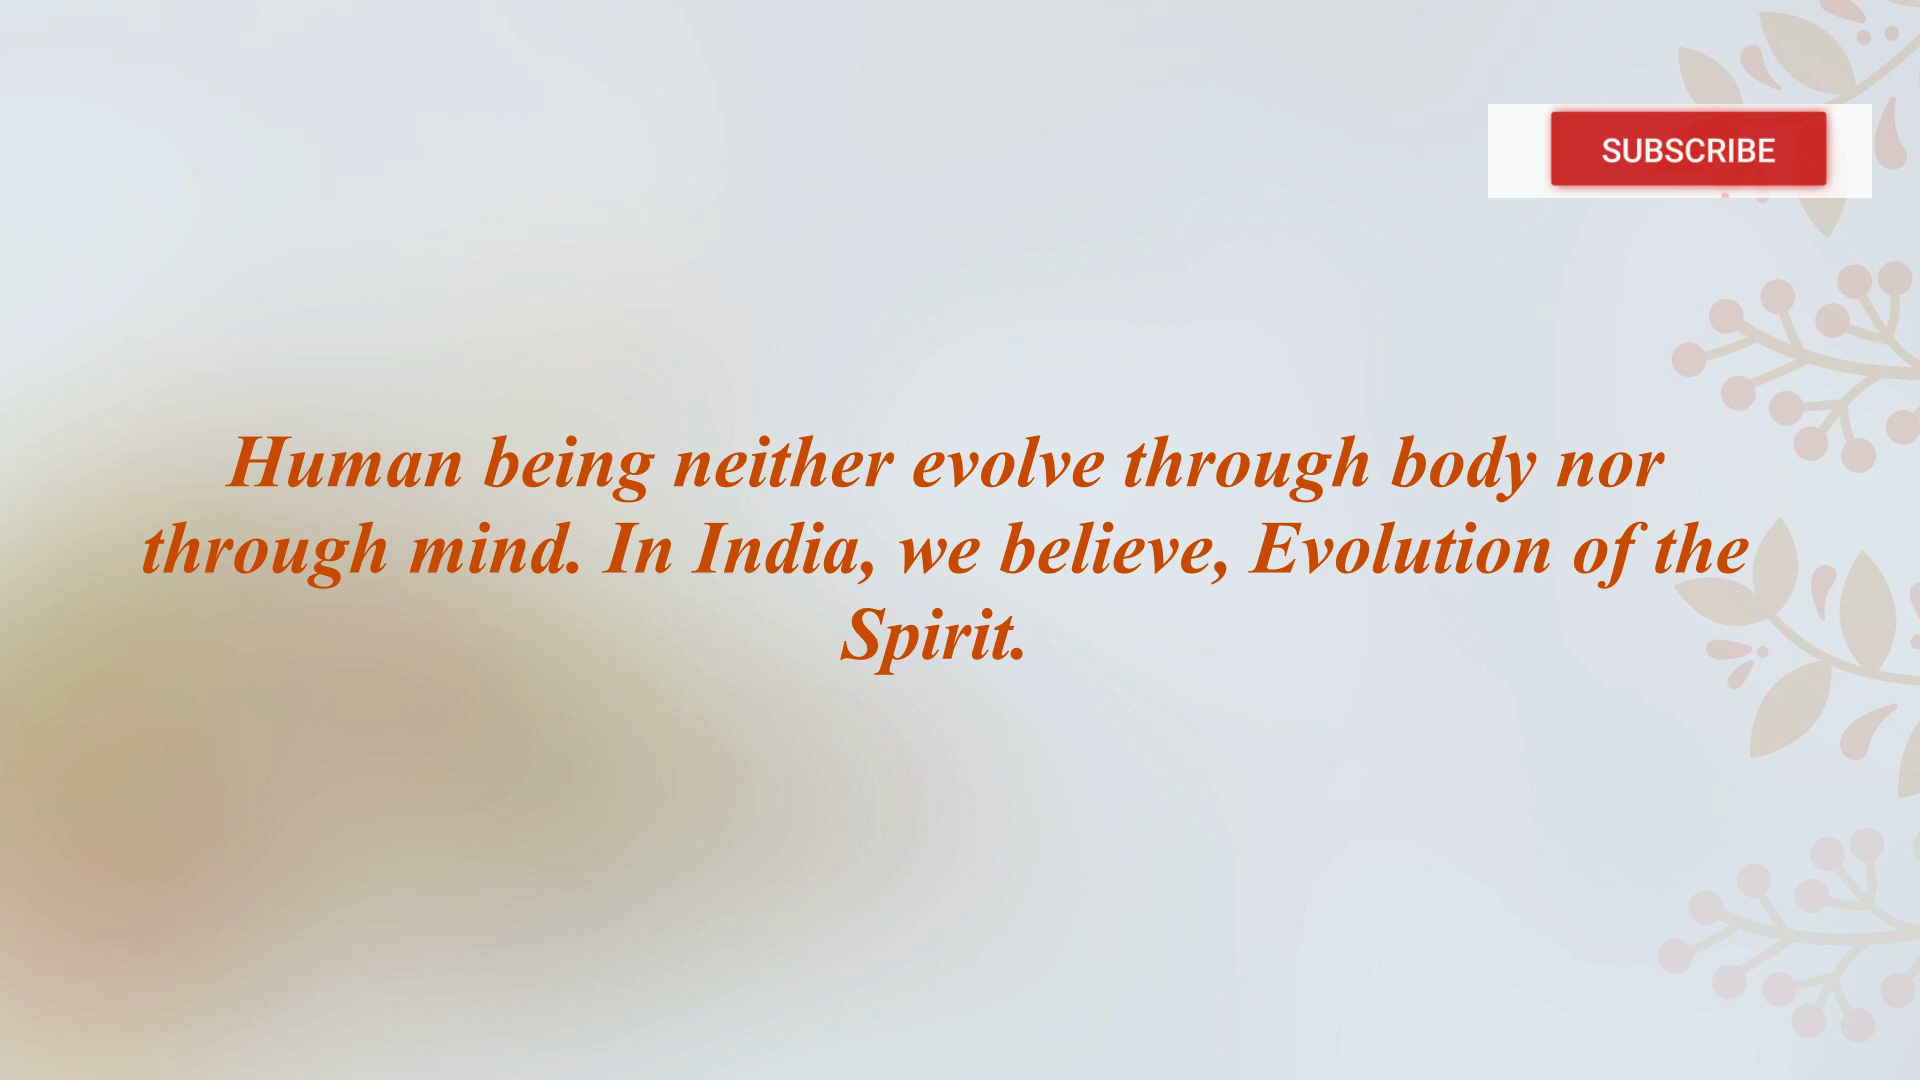 SUBSCRIBE
Human being neither evolve through body nor
through mind. In India, we believe, Evolution of the
Spirit.